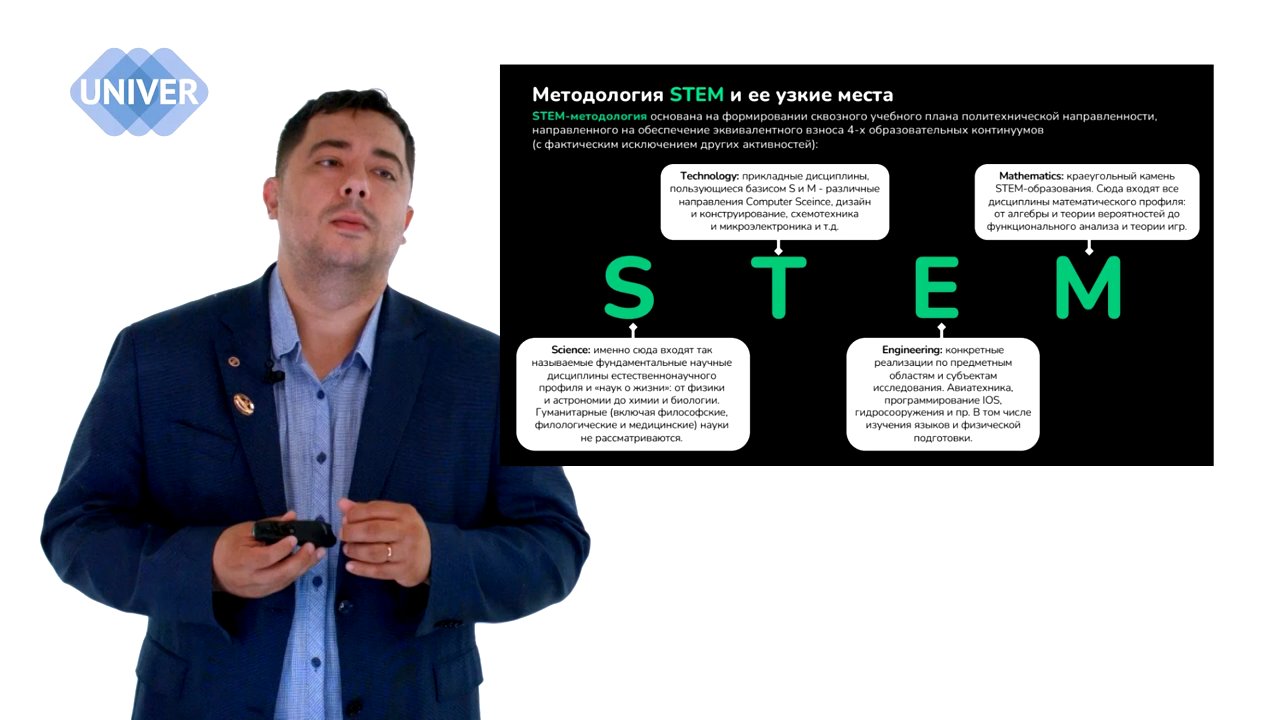 UNIVER
Методология STEM и ее узкие места
STEM-методология основана на формировании сквозного учебного плана политехнической направленности,
направленного на обеспечение эквивалентного взноса 4-х образовательных континуумов
(с фактическим исключением других активностей):
Technology: прикладные дисциплины,
пользующиеся базисом S и M - различные
направления Computer Sceince, дизайн
и конструирование, схемотехника
и микроэлектроника и т.д.
Mathematics: краеугольный камень
STEM-образования. Сюда входят все
дисциплины математического профиля:
от алгебры и теории вероятностей до
функционального анализа и теории игр.
S T E M
Science: именно сюда входят так
называемые фундаментальные научные
дисциплины естественнонаучного
профиля и «наук о жизни»: от физики
и астрономии до химии и биологии.
Гуманитарные (включая философские,
филологические и медицинские) науки
не рассматриваются.
Engineering: конкретные
реализации по предметным
областям и субъектам
исследования. Авиатехника,
программирование IOS,
гидросооружения и пр. В том числе
изучения языков и физической
подготовки.